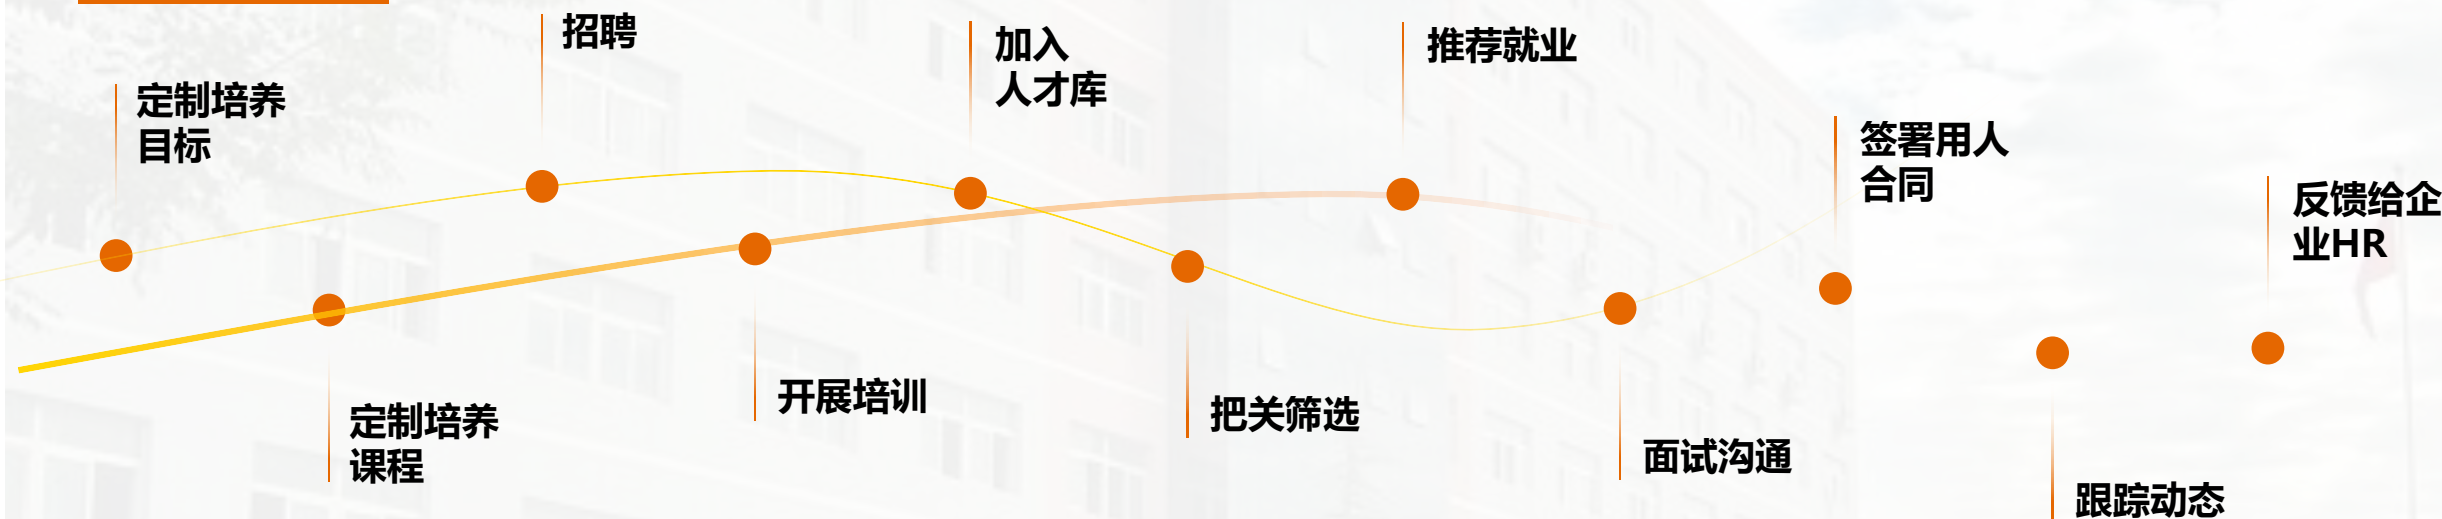 定制培养
目标
定制培养
课程
招聘
开展培训
加入
人才库
把关筛选
推荐就业
面试沟通
签署用人
合同
跟踪动态
反馈给企
业HR